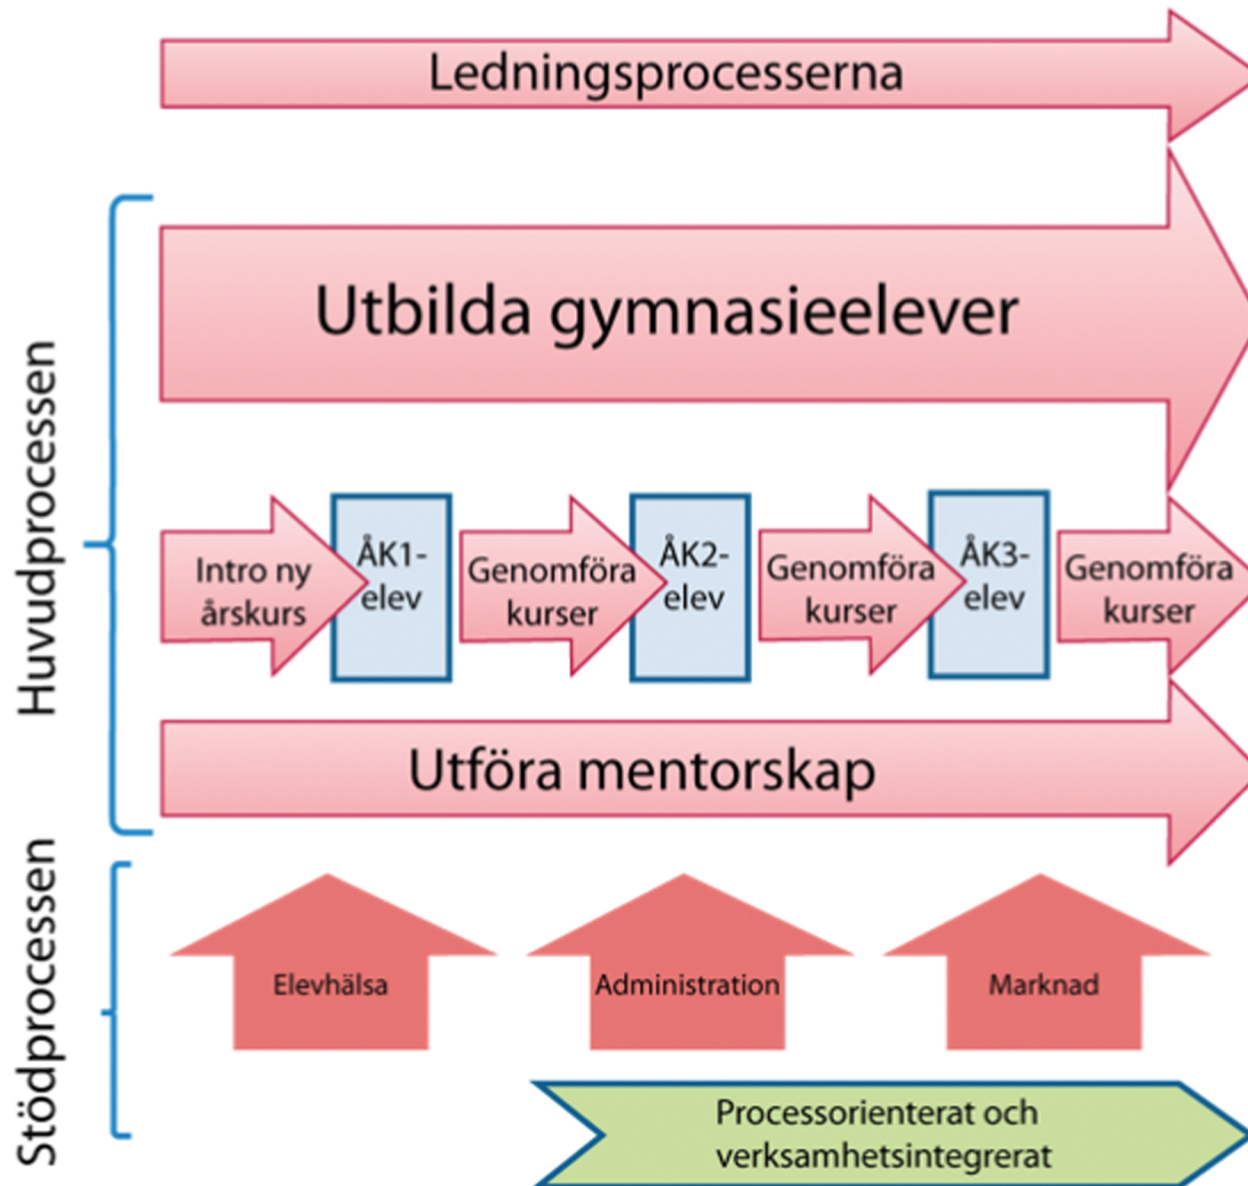 Ledningsprocesserna
Huvudprocessen
Utbilda gymnasieelever
Intro ny
årskurs
ÅK1-
elev
Genomföra
kurser
ÅK2-
elev
Genomföra
kurser
ÅK3-
elev
Genomföra
kurser
Utföra mentorskap
Stödprocessen
Elevhälsa
Administration
Marknad
Processorienterat och
verksamhetsintegrerat